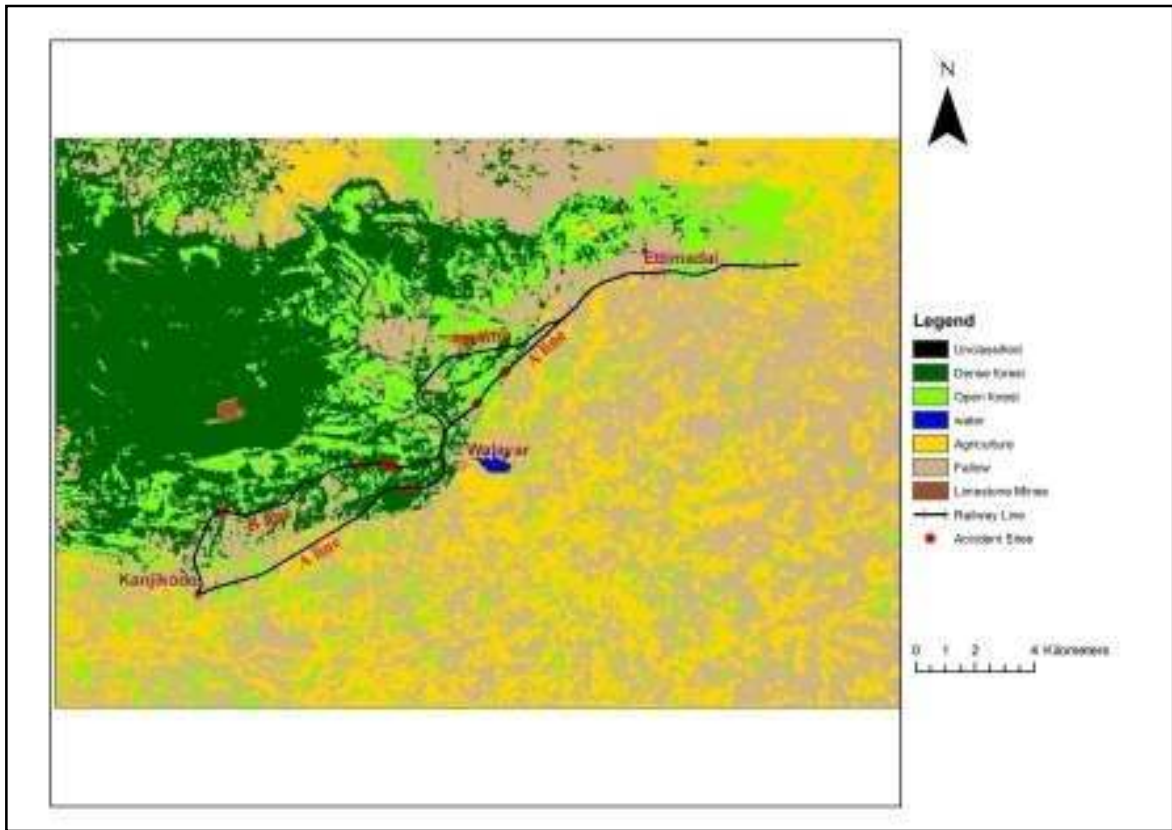 N
Ettimadai
A line
Walayar
B line
A line
Kanjikode
Legend
Unclassified
Dense forest
Open forest
water
Agriculture
Fallow
Limestone Mines
Railway Line
Accident Sites
0 1 2 4 Kilometers